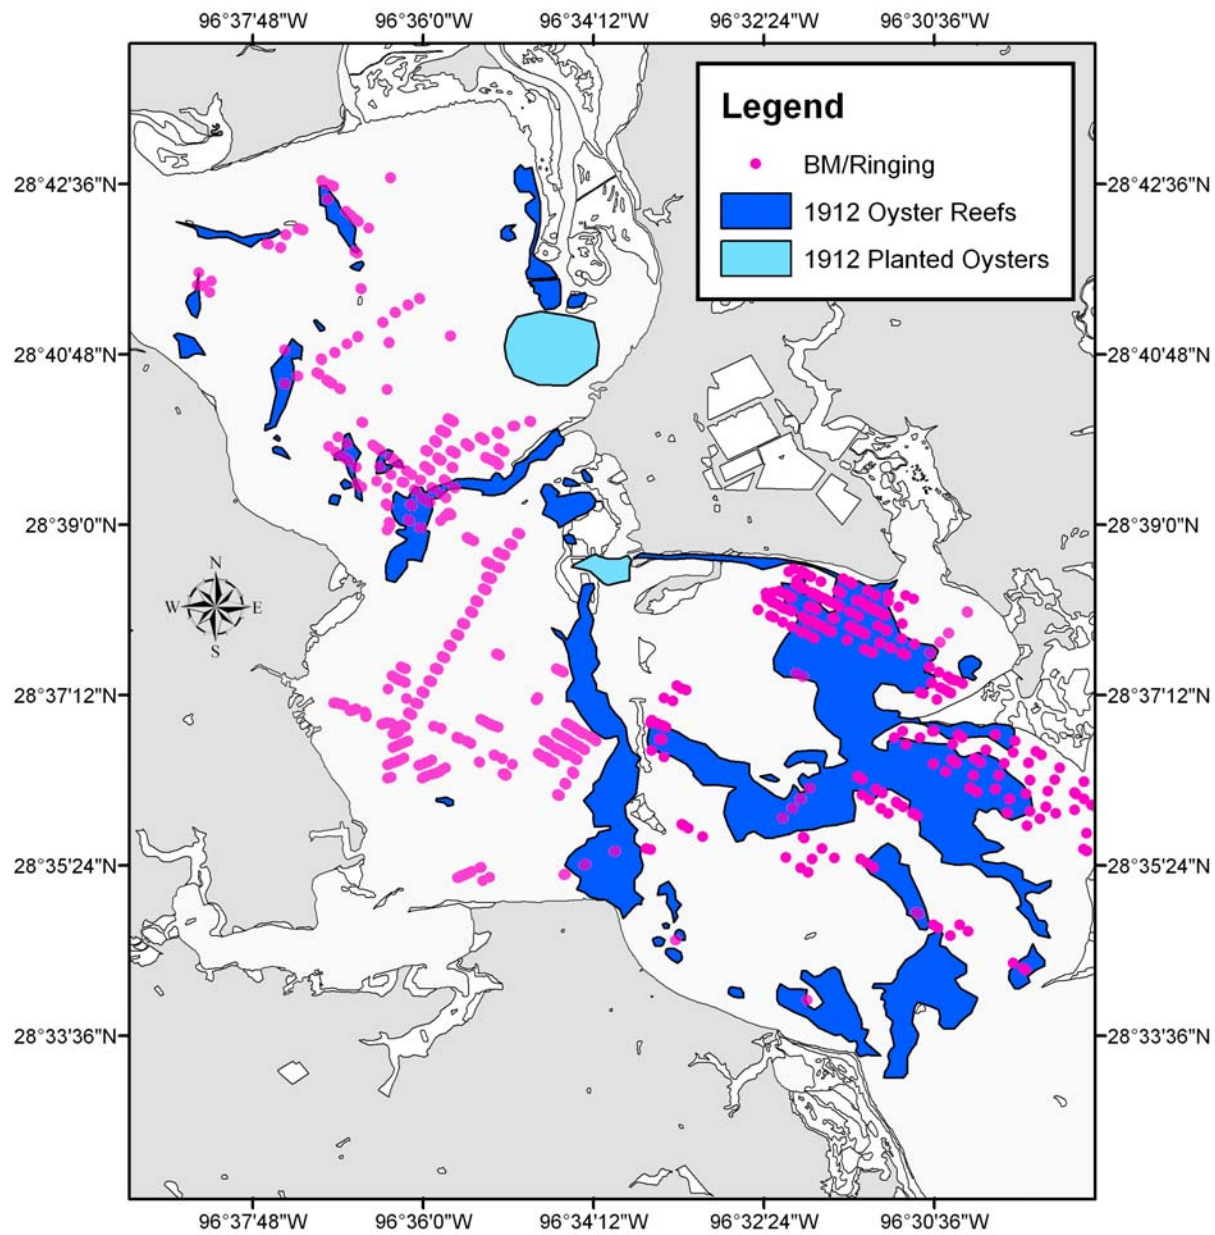 96°37'48"W 96°36'0"W 96°34'12"W 96°32'24"W 96°30'36"W
Legend
BM/Ringing
1912 Oyster Reefs
1912 Planted Oysters
28°42'36"N 28°42'36"N
28°40'48"N 28°40'48"N
28°39'0"N 28°39'0"N
N
W E
S
28°37'12"N 28°37'12"N
28°35'24"N 28°35'24"N
28°33'36"N 28°33'36"N
96°37'48"W 96°36'0"W 96°34'12"W 96°32'24"W 96°30'36"W